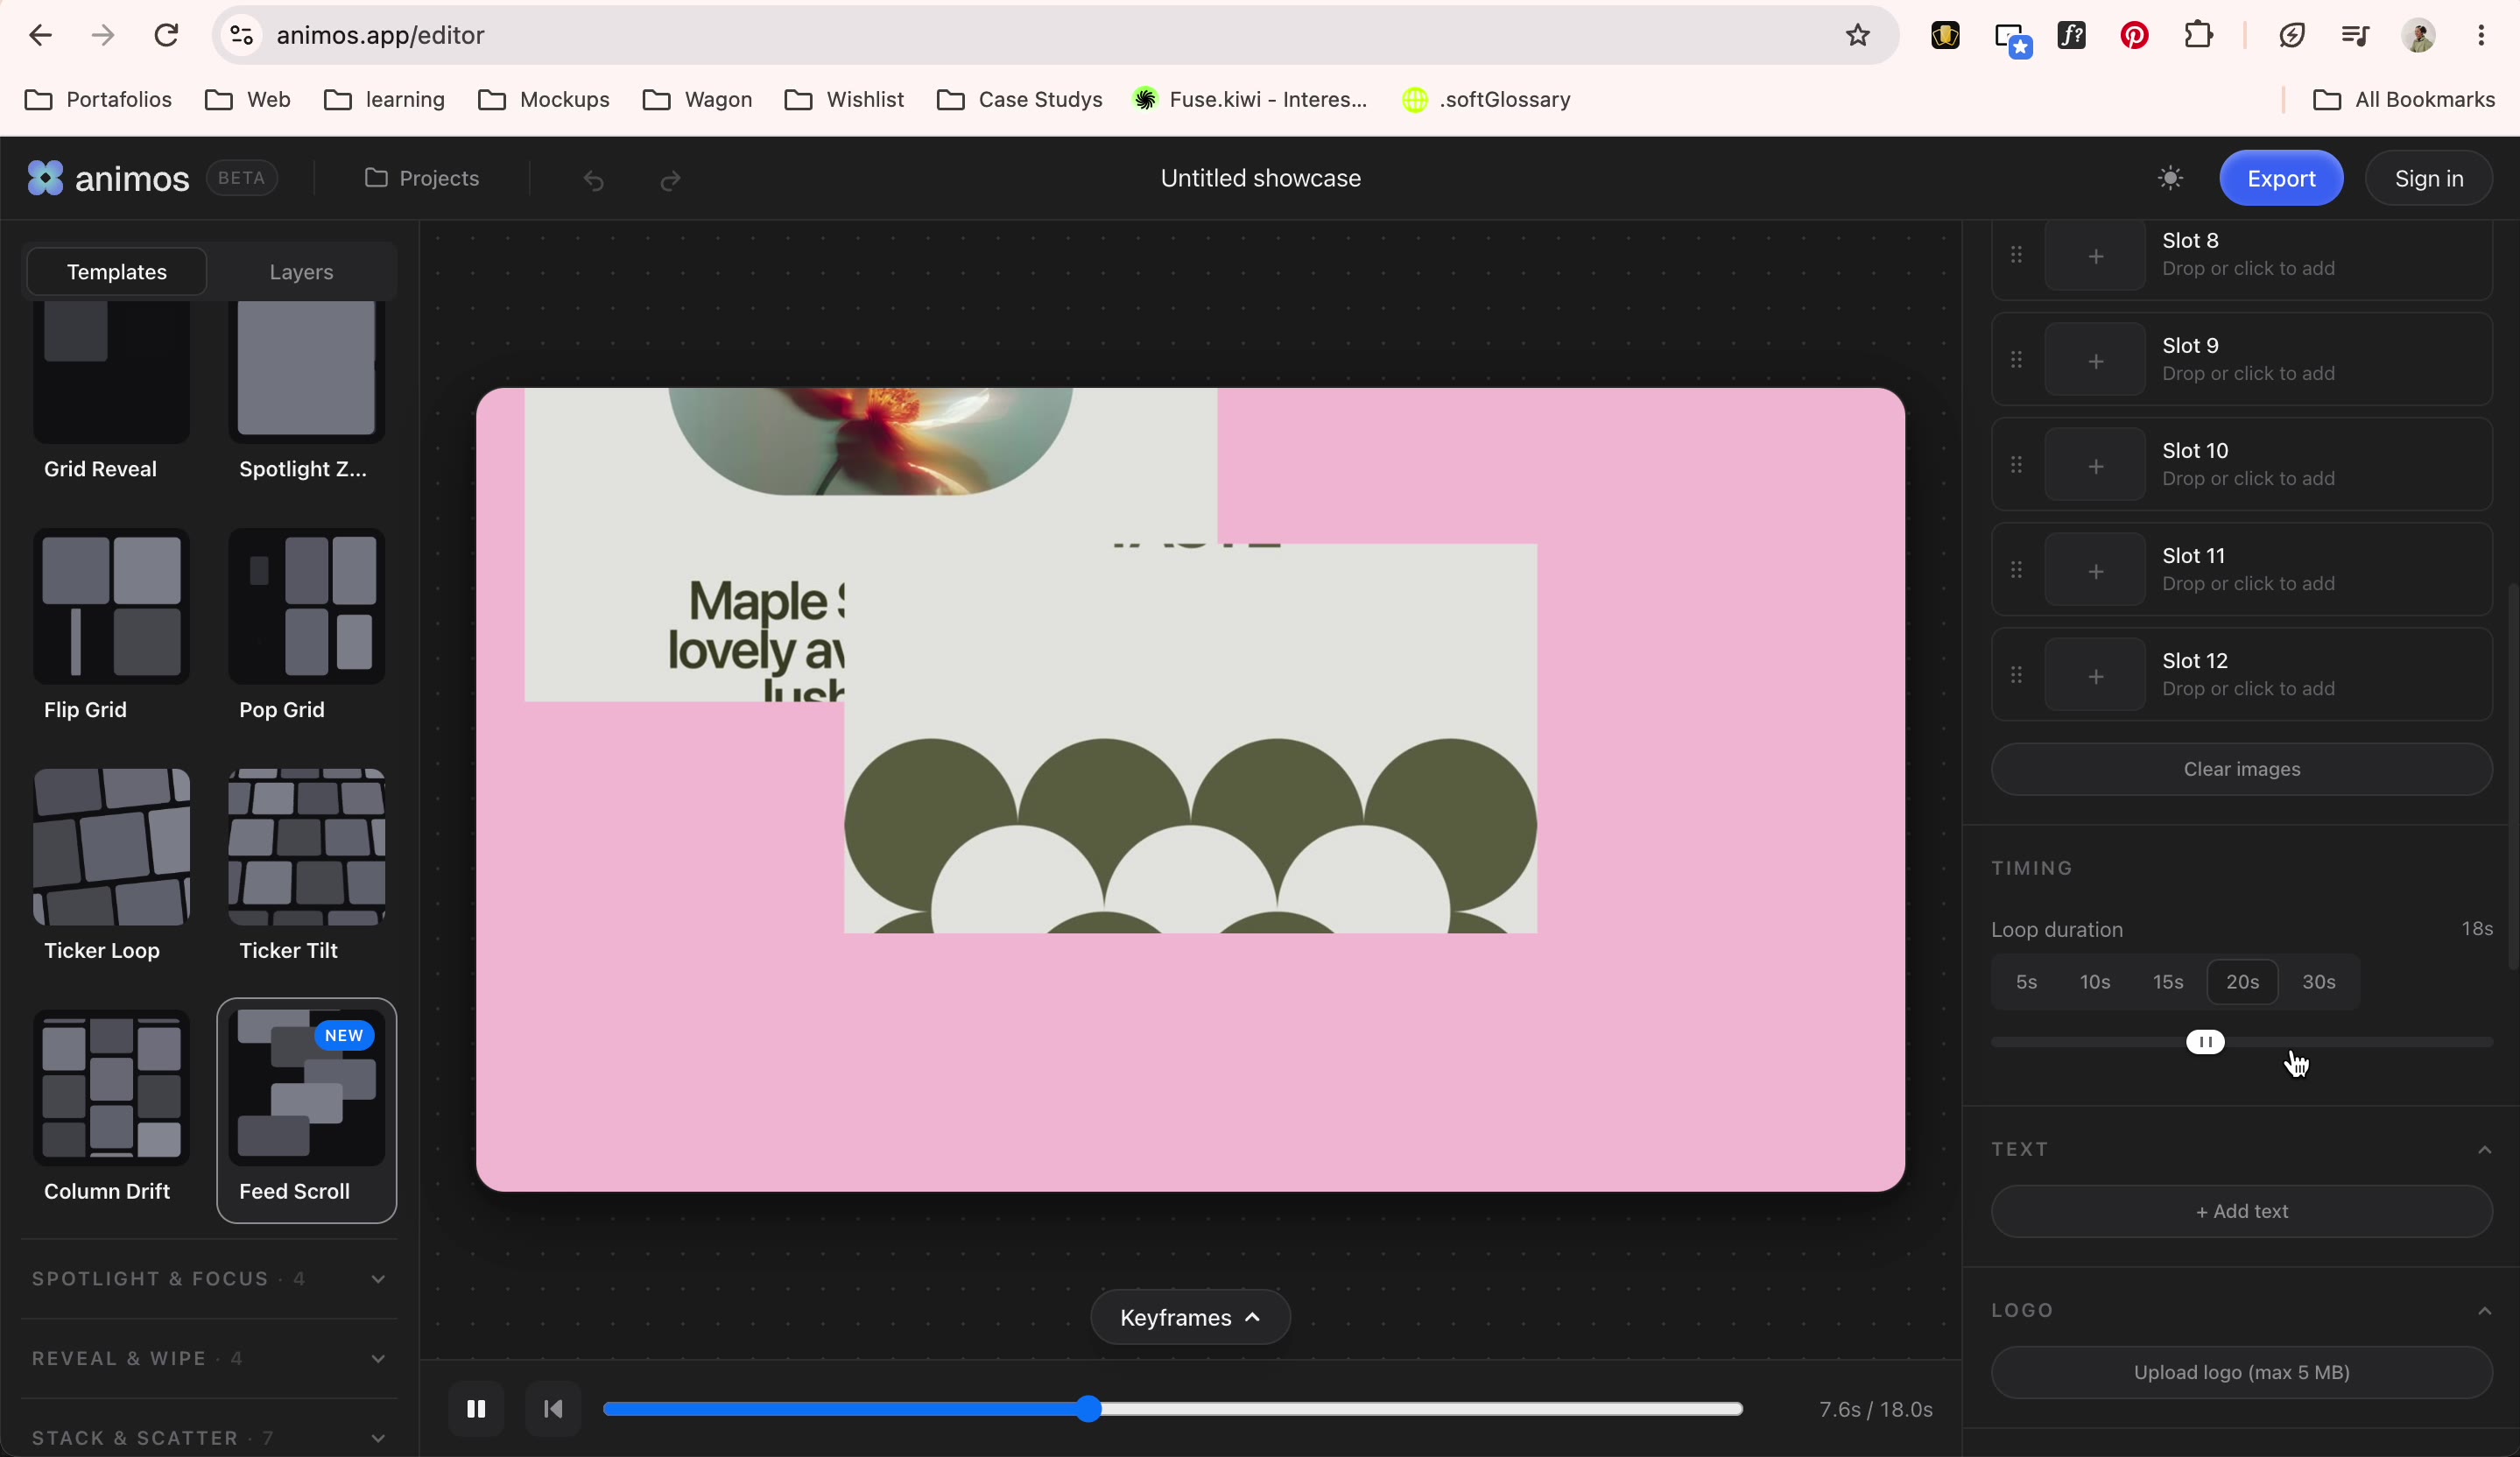 animos.app/editor
Portafolios
Web
learning
Mockups
Wagon
Wishlist
Case Studys
Fuse.kiwi - Interes...
.softGlossary
All Bookmarks
animos
BETA
Projects
Untitled showcase
Export
Sign in
Templates
Layers
Grid Reveal
Spotlight Z...
Flip Grid
Pop Grid
Ticker Loop
Ticker Tilt
NEW
Column Drift
Feed Scroll
SPOTLIGHT & FOCUS · 4
REVEAL & WIPE · 4
STACK & SCATTER · 7
Maple
lovely
Keyframes
7.6s / 18.0s
Slot 8
Drop or click to add
Slot 9
Drop or click to add
Slot 10
Drop or click to add
Slot 11
Drop or click to add
Slot 12
Drop or click to add
Clear images
TIMING
Loop duration
18s
5s
10s
15s
20s
30s
TEXT
+ Add text
LOGO
Upload logo (max 5 MB)